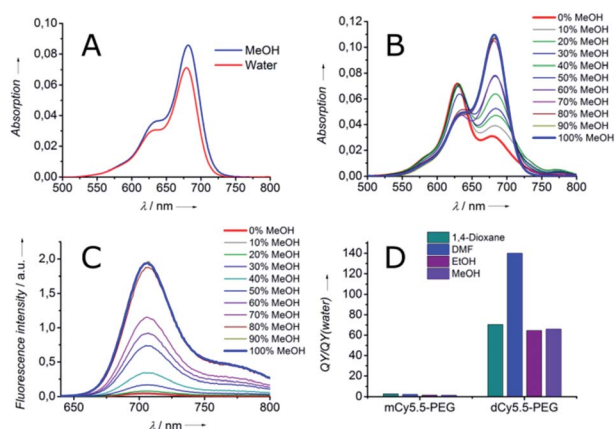 A
0,10
0,08
0,06
0,04
0,02
0,00
Absorption
500 550 600 650 700 750 800
λ / nm
MeOH
Water
B
0,12
0,10
0,08
0,06
0,04
0,02
0,00
Absorption
500 550 600 650 700 750 800
λ / nm
0% MeOH
10% MeOH
20% MeOH
30% MeOH
40% MeOH
50% MeOH
60% MeOH
70% MeOH
80% MeOH
90% MeOH
100% MeOH
C
2,0
1,5
1,0
0,5
0,0
Fluorescence intensity / a.u.
650 700 750 800
λ / nm
0% MeOH
10% MeOH
20% MeOH
30% MeOH
40% MeOH
50% MeOH
60% MeOH
70% MeOH
80% MeOH
90% MeOH
100% MeOH
D
140
120
100
80
60
40
20
0
QY/QY(water)
1,4-Dioxane
DMF
EtOH
MeOH
mCy5.5-PEG dCy5.5-PEG